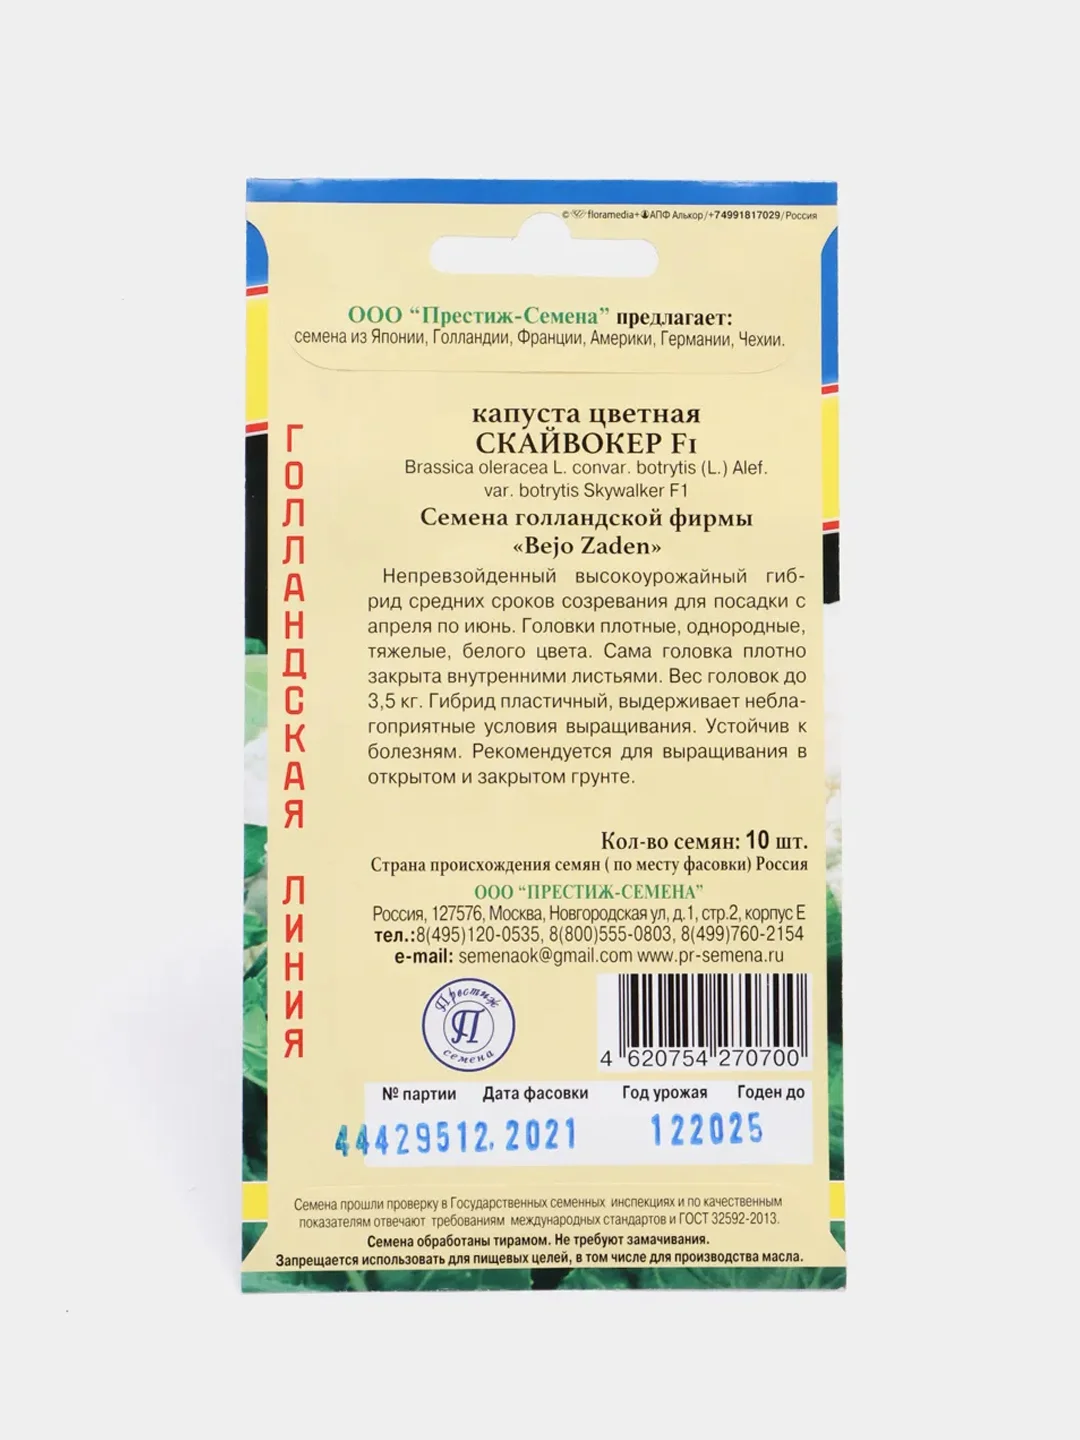 © floramedia+ АПФ Алькор/+74991817029/Россия
ООО “Престиж-Семена” предлагает:
семена из Японии, Голландии, Франции, Америки, Германии, Чехии.
ГОЛЛАНДСКАЯ ЛИНИЯ
капуста цветная
СКАЙВОКЕР F1
Brassica oleracea L. convar. botrytis (L.) Alef.
var. botrytis Skywalker F1
Семена голландской фирмы
«Bejo Zaden»
Непревзойденный высокоурожайный гиб-
рид средних сроков созревания для посадки с
апреля по июнь. Головки плотные, однородные,
тяжелые, белого цвета. Сама головка плотно
закрыта внутренними листьями. Вес головок до
3,5 кг. Гибрид пластичный, выдерживает небла-
гоприятные условия выращивания. Устойчив к
болезням. Рекомендуется для выращивания в
открытом и закрытом грунте.
Кол-во семян: 10 шт.
Страна происхождения семян ( по месту фасовки) Россия
ООО “ПРЕСТИЖ-СЕМЕНА”
Россия, 127576, Москва, Новгородская ул, д.1, стр.2, корпус Е
тел.:8(495)120-0535, 8(800)555-0803, 8(499)760-2154
e-mail: semenaok@gmail.com www.pr-semena.ru
Престиж
П
семена
4 620754 270700
№ партии Дата фасовки Год урожая Годен до
44429512. 2021 122025
Семена прошли проверку в Государственных семенных инспекциях и по качественным
показателям отвечают требованиям международных стандартов и ГОСТ 32592-2013.
Семена обработаны тирамом. Не требуют замачивания.
Запрещается использовать для пищевых целей, в том числе для производства масла.